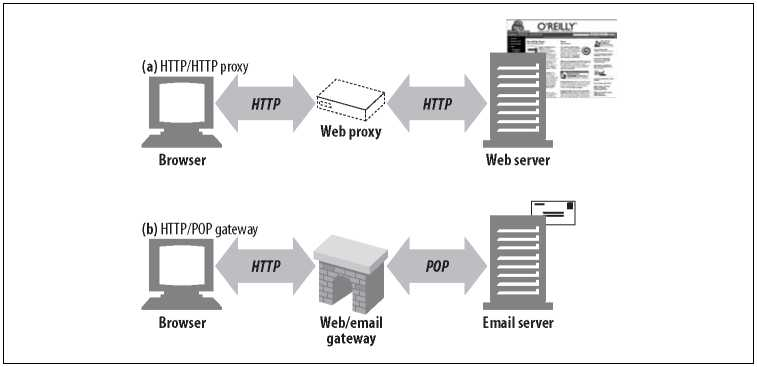 O'REILLY
(a) HTTP/HTTP proxy
HTTP
HTTP
Web proxy
Browser
Web server
(b) HTTP/POP gateway
HTTP
POP
Browser
Web/email
gateway
Email server